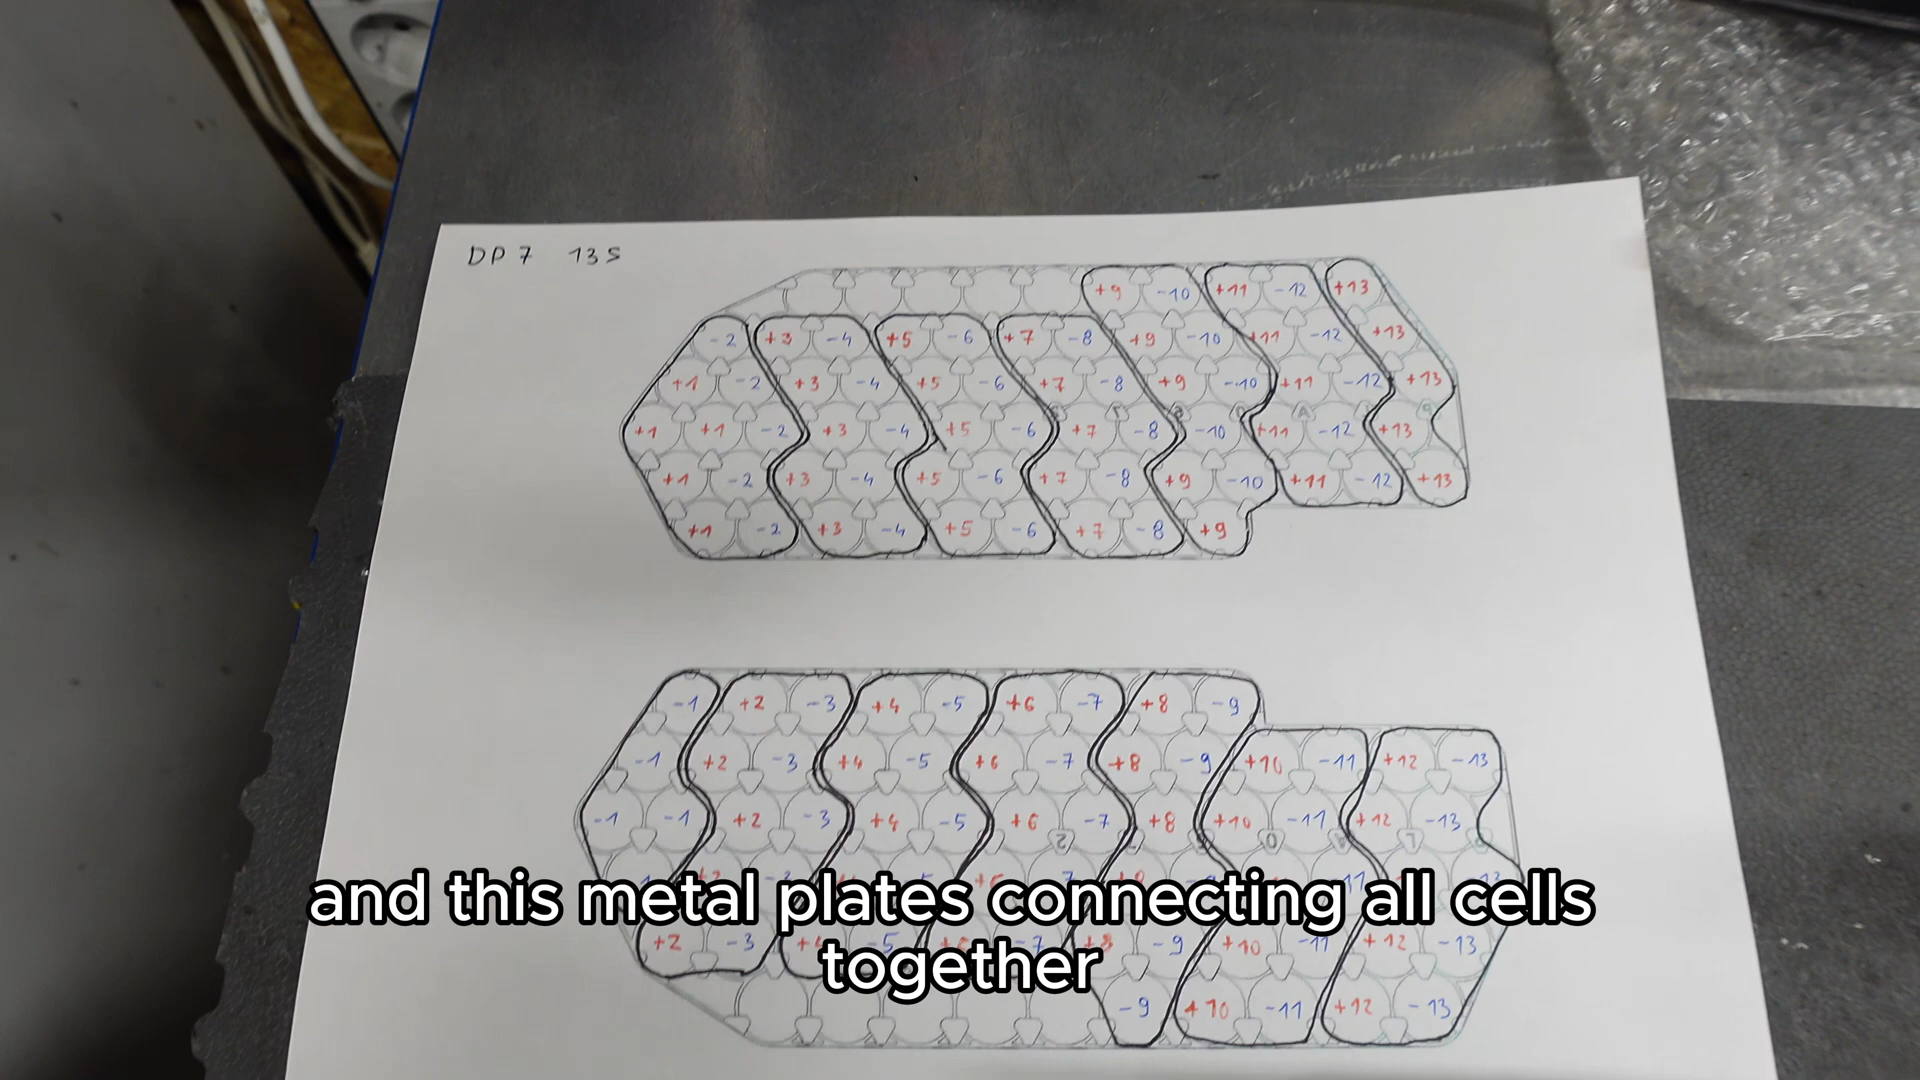 DP 7 13S
+9 -10 +11 -12 +13
-2 +3 -4 +5 -6 +7 -8 +9 -10 +11 -12 +13
+1 -2 +3 -4 +5 -6 +7 -8 +9 -10 +11 -12 +13
+1 +1 -2 +3 -4 +5 -6 +7 -8 -10 +11 -12 +13
+1 -2 +3 -4 +5 -6 +7 -8 +9 -10 +11 -12 +13
+1 -2 +3 -4 +5 -6 +7 -8 +9
-1 +2 -3 +4 -5 +6 -7 +8 -9
-1 +2 -3 +4 -5 +6 -7 +8 -9 +10 -11 +12 -13
-1 -1 +2 -3 +4 -5 +6 -7 +8 +10 -11 +12 -13
and this metal plates connecting all cells
+2 -3 -5 -7 +8 -9 +10 -11 +12 -13
together
-9 +10 -11 +12 -13